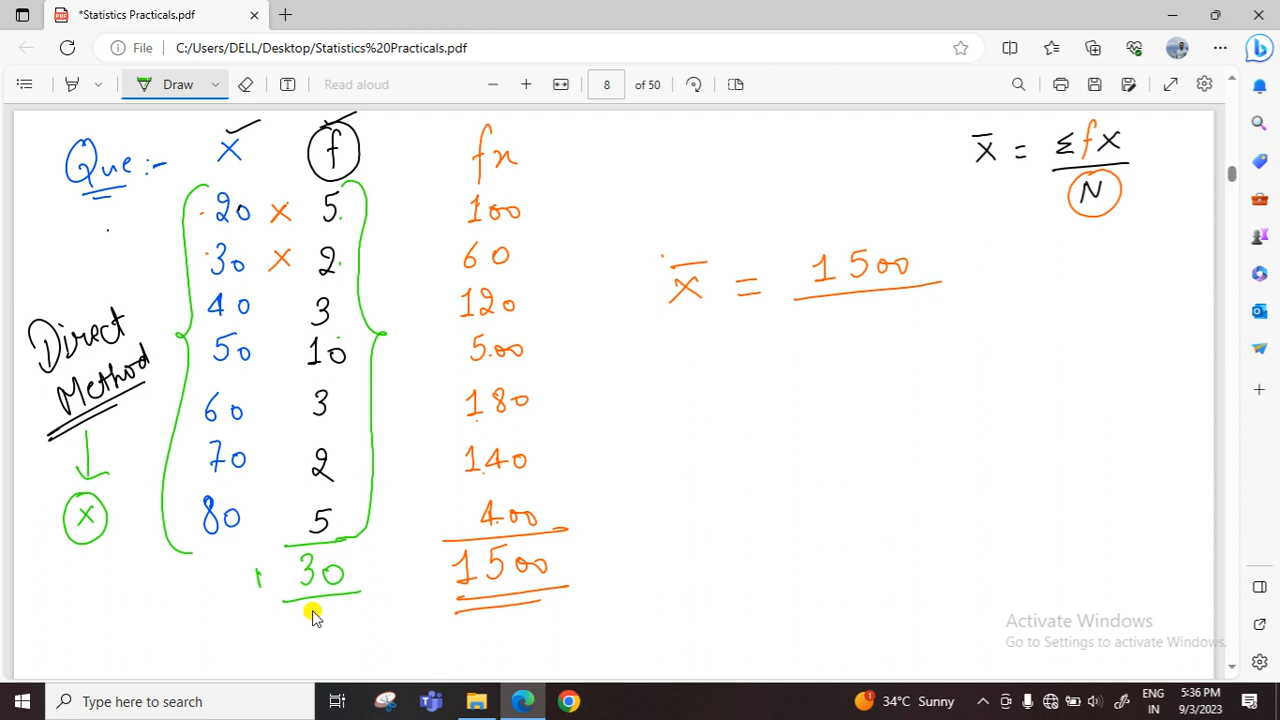 *Statistics Practicals.pdf
File C:/Users/DELL/Desktop/Statistics%20Practicals.pdf
Draw Read aloud 8 of 50
Que :- x f fx
20 × 5 100
30 × 2 60
40 3 120
50 10 500
60 3 180
70 2 140
80 5 400
30 1500
Direct
Method
x
x̄ = ΣfX
N
x̄ = 1500
Activate Windows
Go to Settings to activate Windows.
Type here to search
34°C Sunny
ENG
IN
5:36 PM
9/3/2023